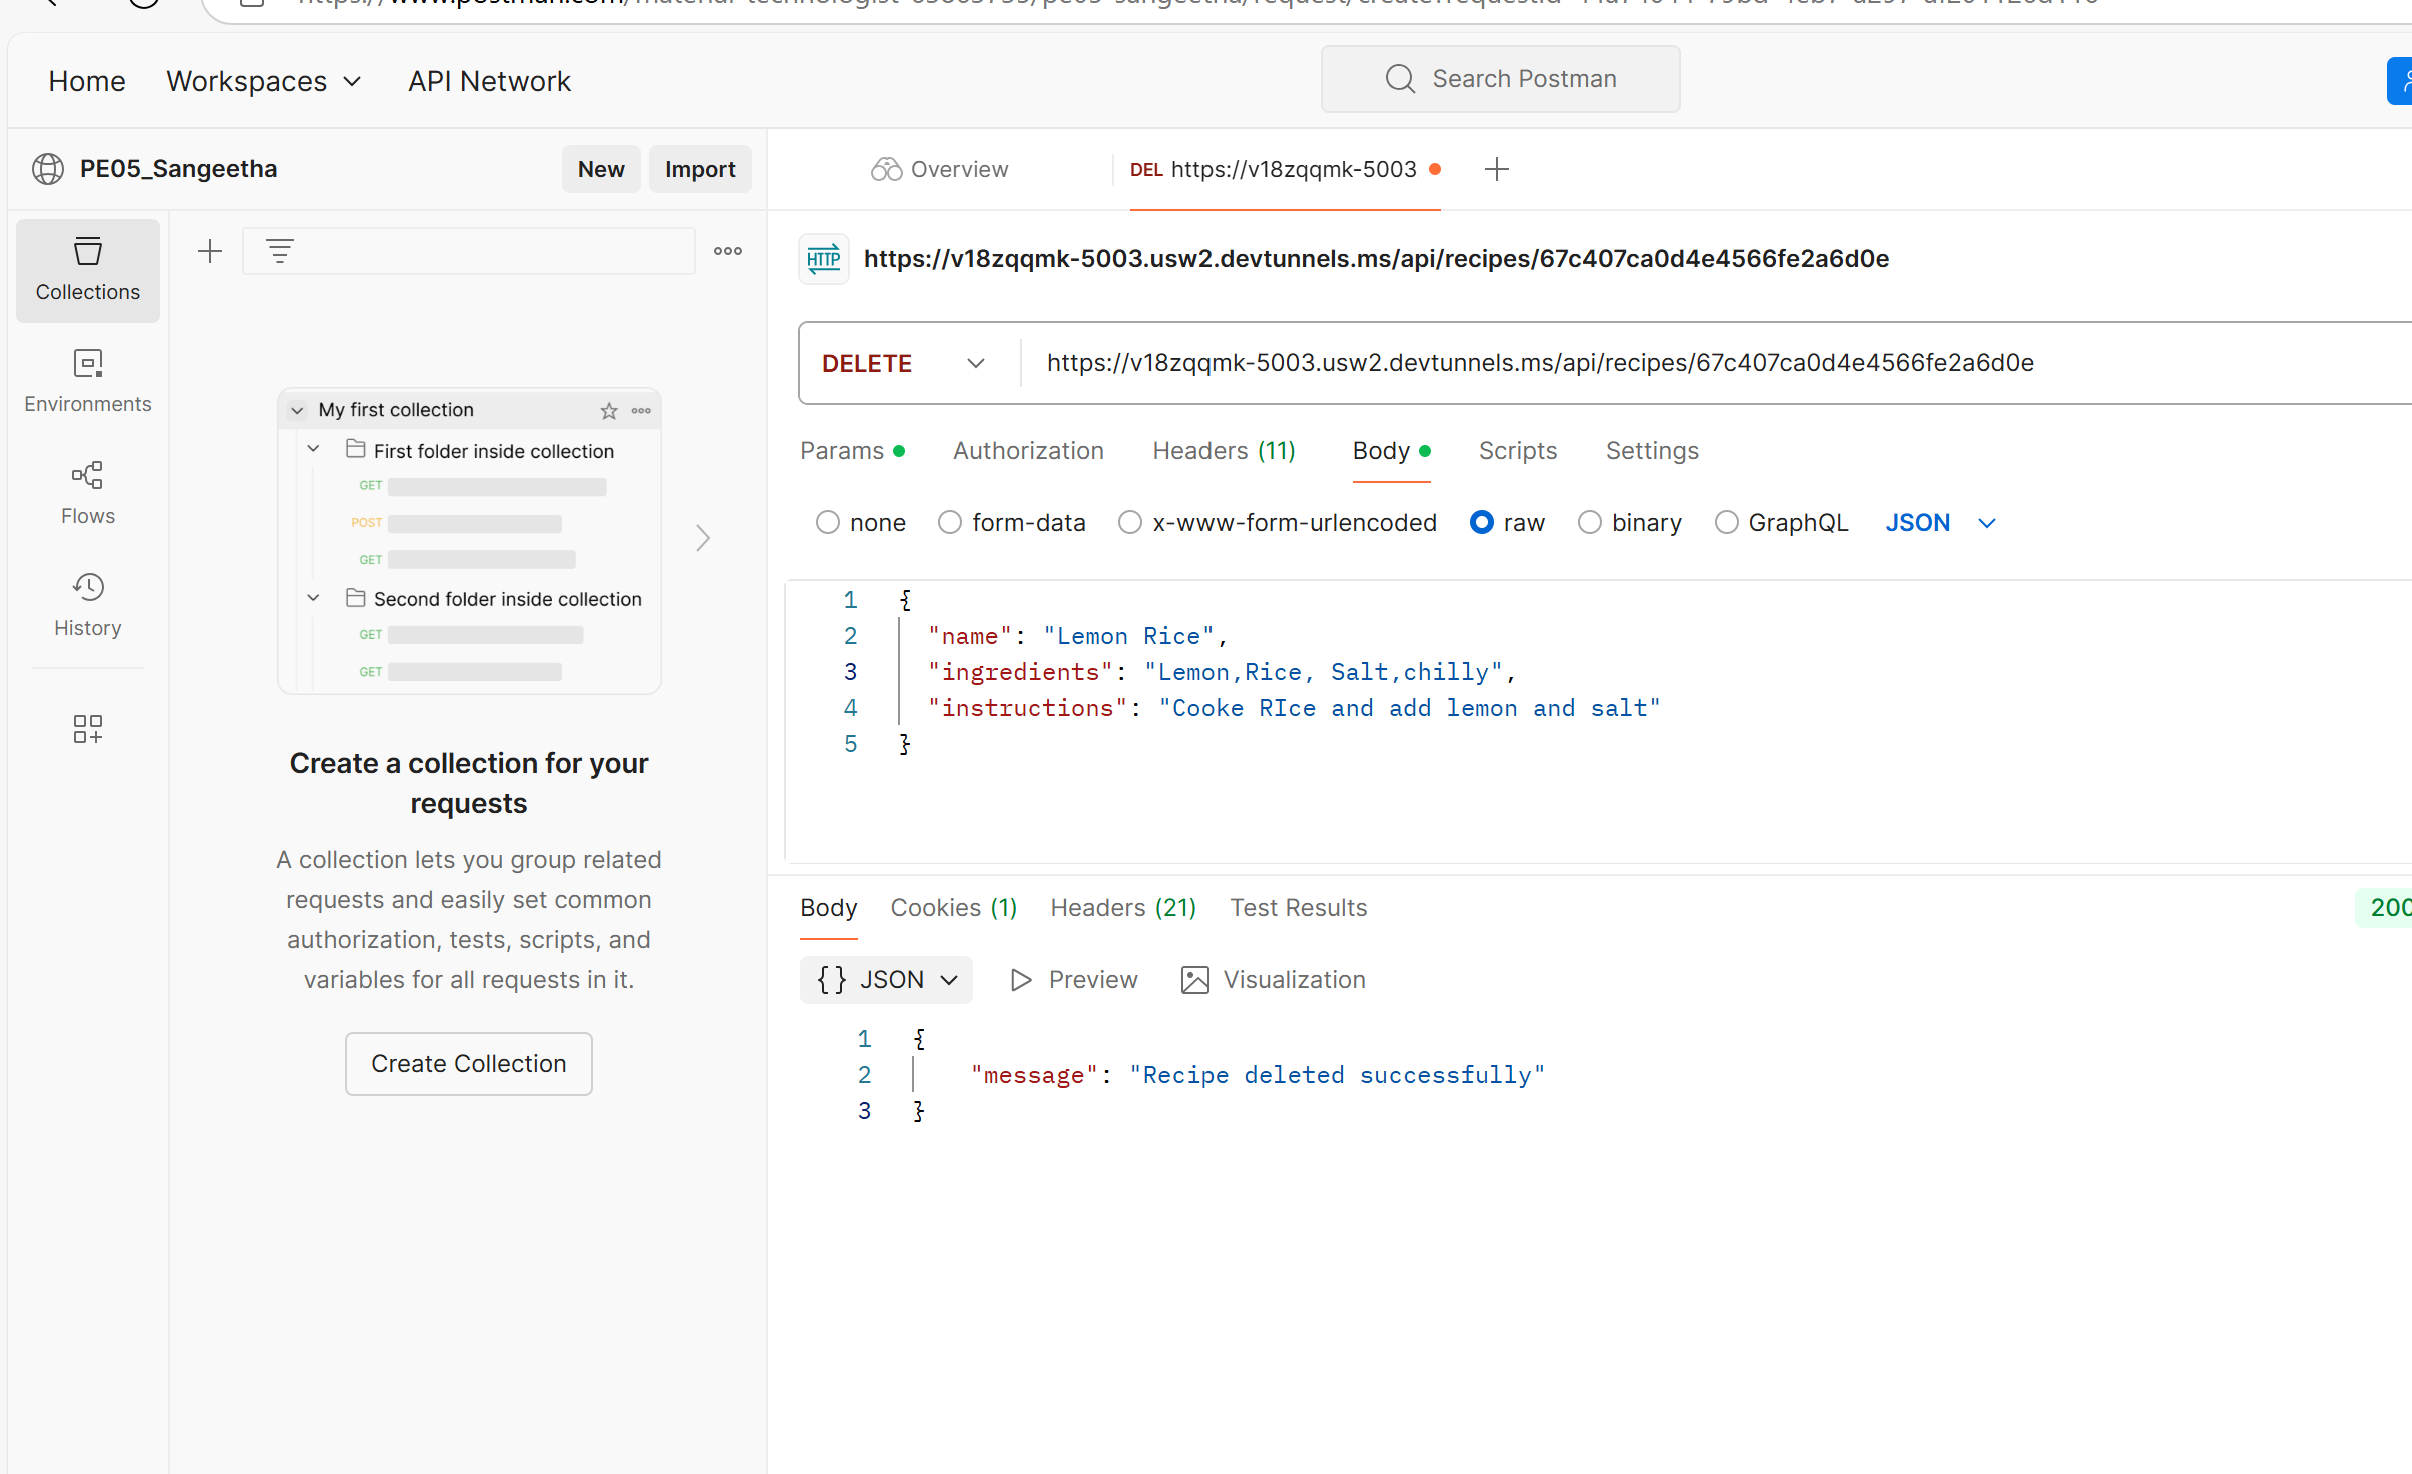 Home
Workspaces
API Network
Search Postman
PE05_Sangeetha
New
Import
Overview
DEL https://v18zqqmk-5003
Collections
Environments
Flows
History
My first collection
First folder inside collection
GET
POST
GET
Second folder inside collection
GET
GET
Create a collection for your
requests
A collection lets you group related
requests and easily set common
authorization, tests, scripts, and
variables for all requests in it.
Create Collection
HTTP https://v18zqqmk-5003.usw2.devtunnels.ms/api/recipes/67c407ca0d4e4566fe2a6d0e
DELETE https://v18zqqmk-5003.usw2.devtunnels.ms/api/recipes/67c407ca0d4e4566fe2a6d0e
Params Authorization Headers (11) Body Scripts Settings
none form-data x-www-form-urlencoded raw binary GraphQL JSON
1 {
2 "name": "Lemon Rice",
3 "ingredients": "Lemon,Rice, Salt,chilly",
4 "instructions": "Cooke RIce and add lemon and salt"
5 }
Body Cookies (1) Headers (21) Test Results
200
{} JSON Preview Visualization
1 {
2 "message": "Recipe deleted successfully"
3 }